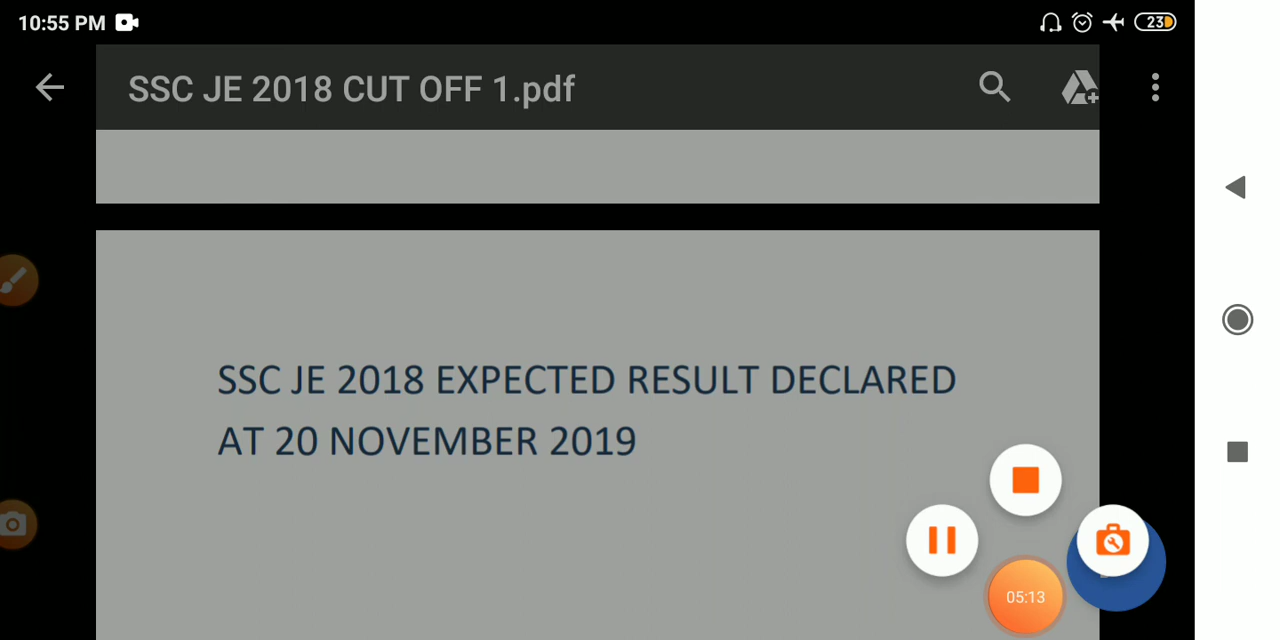 10:55 PM
23
SSC JE 2018 CUT OFF 1.pdf
SSC JE 2018 EXPECTED RESULT DECLARED
AT 20 NOVEMBER 2019
05:13